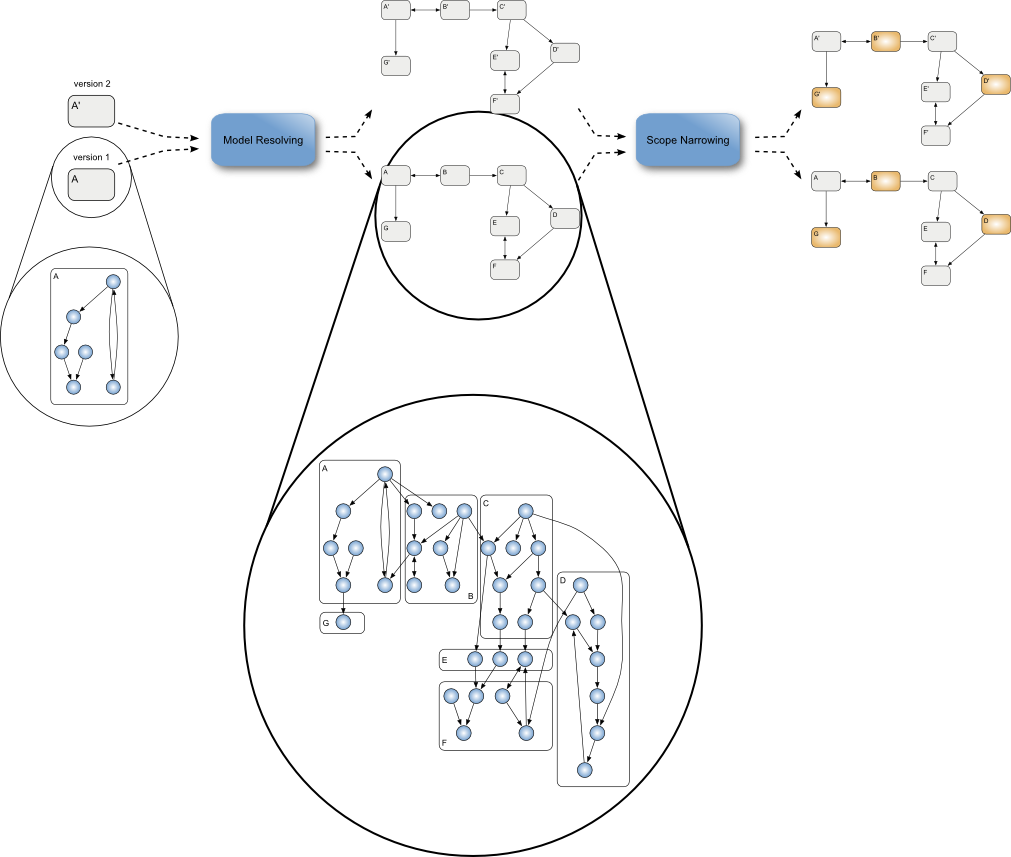 version 2
A'
version 1
A
A
Model Resolving
A'
B'
C'
G'
E'
D'
F'
A
B
C
G
E
D
F
Scope Narrowing
A'
B'
C'
G'
E'
D'
F'
A
B
C
G
E
D
F
A
B
C
D
G
E
F